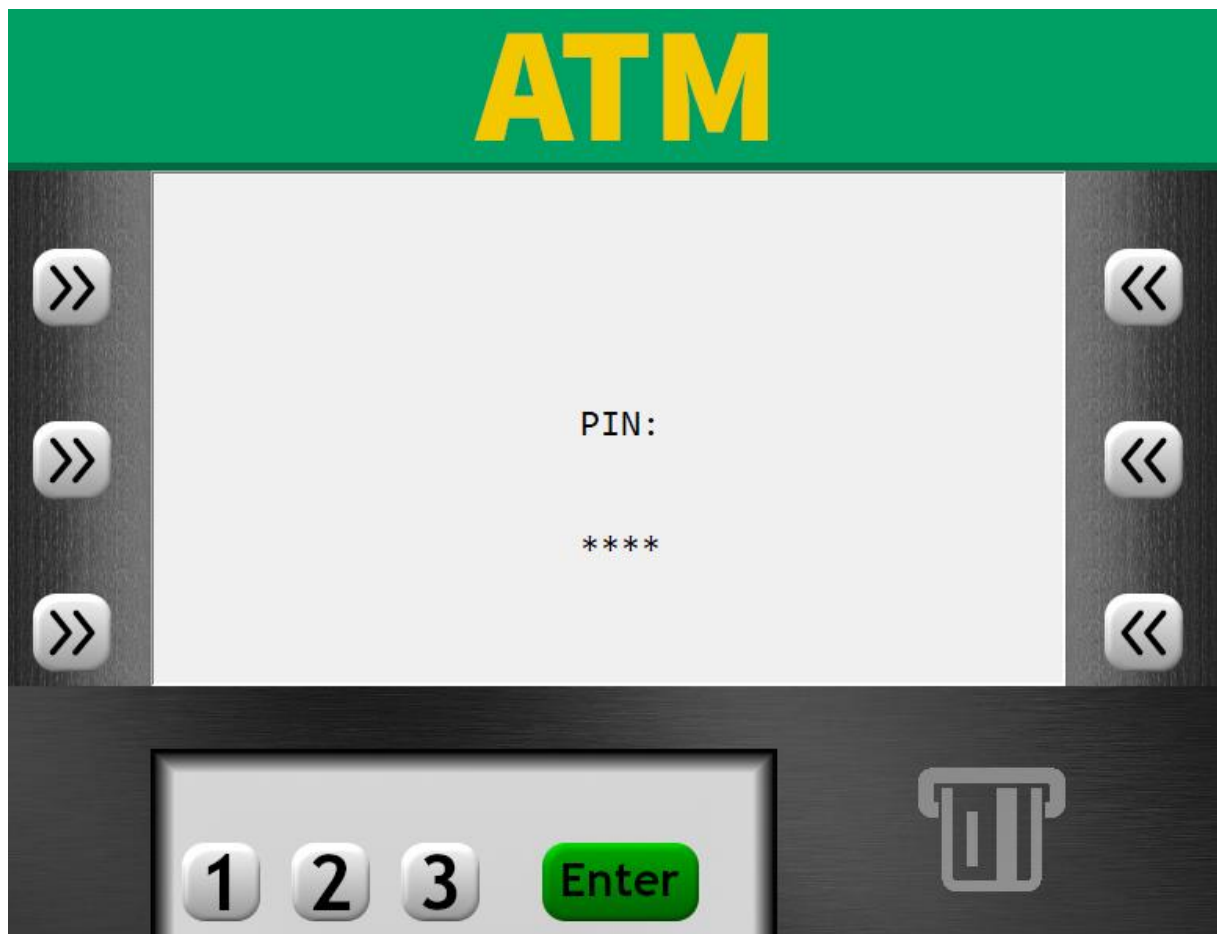 ATM
>>
<<
PIN:
>>
<<
****
>>
<<
1 2 3 Enter